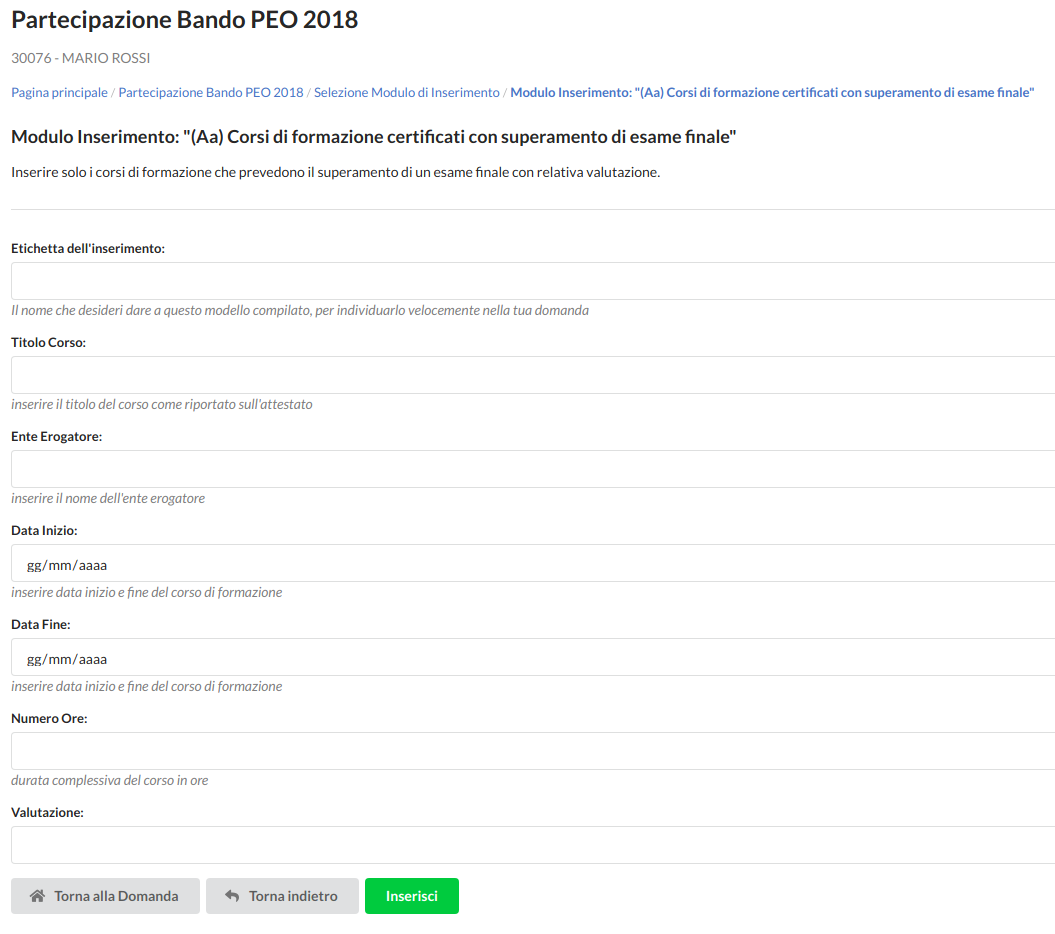 Partecipazione Bando PEO 2018
30076 - MARIO ROSSI
Pagina principale / Partecipazione Bando PEO 2018 / Selezione Modulo di Inserimento / Modulo Inserimento: "(Aa) Corsi di formazione certificati con superamento di esame finale"
Modulo Inserimento: "(Aa) Corsi di formazione certificati con superamento di esame finale"
Inserire solo i corsi di formazione che prevedono il superamento di un esame finale con relativa valutazione.
Etichetta dell'inserimento:
Il nome che desideri dare a questo modello compilato, per individuarlo velocemente nella tua domanda
Titolo Corso:
inserire il titolo del corso come riportato sull'attestato
Ente Erogatore:
inserire il nome dell'ente erogatore
Data Inizio:
gg/mm/aaaa
inserire data inizio e fine del corso di formazione
Data Fine:
gg/mm/aaaa
inserire data inizio e fine del corso di formazione
Numero Ore:
durata complessiva del corso in ore
Valutazione:
Torna alla Domanda Torna indietro Inserisci